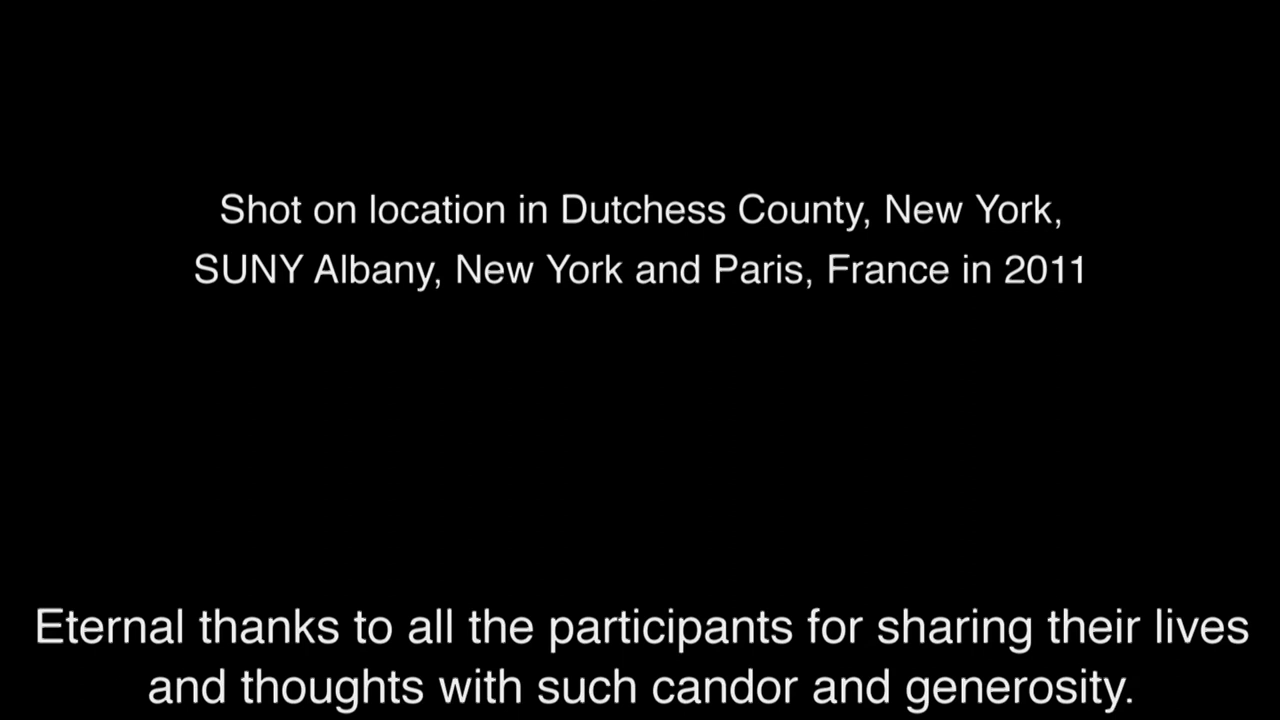 Shot on location in Dutchess County, New York,
SUNY Albany, New York and Paris, France in 2011
Eternal thanks to all the participants for sharing their lives
and thoughts with such candor and generosity.